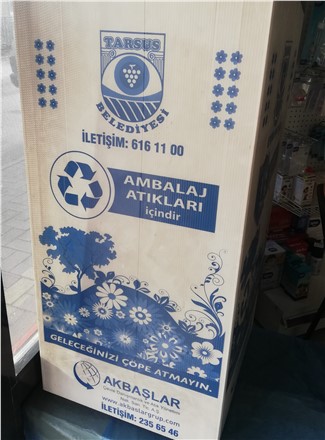 TARSUS
BELEDİYESİ
İLETİŞİM: 616 11 00
AMBALAJ
ATIKLARI
içindir
GELECEĞİNİZİ ÇÖPE ATMAYIN.
AKBAŞLAR
www.akbaslargrup.com
İLETİŞİM: 235 65 46